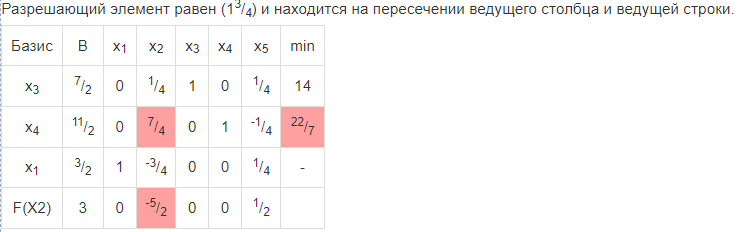 Разрешающий элемент равен (1 3/4) и находится на пересечении ведущего столбца и ведущей строки.
Базис B x1 x2 x3 x4 x5 min
x3 7/2 0 1/4 1 0 1/4 14
x4 11/2 0 7/4 0 1 -1/4 22/7
x1 3/2 1 -3/4 0 0 1/4 -
F(X2) 3 0 -5/2 0 0 1/2